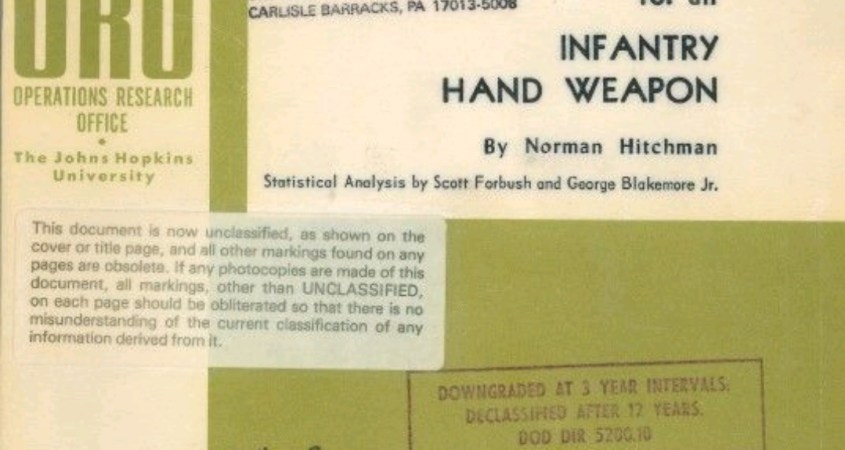 CARLISLE BARRACKS, PA 17013-5008
for an
INFANTRY
HAND WEAPON
By Norman Hitchman
Statistical Analysis by Scott Forbush and George Blakemore Jr.
ORO
OPERATIONS RESEARCH
OFFICE
The Johns Hopkins
University
This document is now unclassified, as shown on the
cover or title page, and all other markings found on any
pages are obsolete. If any photocopies are made of this
document, all markings, other than UNCLASSIFIED,
on each page should be obliterated so that there is no
misunderstanding of the current classification of any
information derived from it.
DOWNGRADED AT 3 YEAR INTERVALS.
DECLASSIFIED AFTER 12 YEARS.
DOD DIR 5200.10